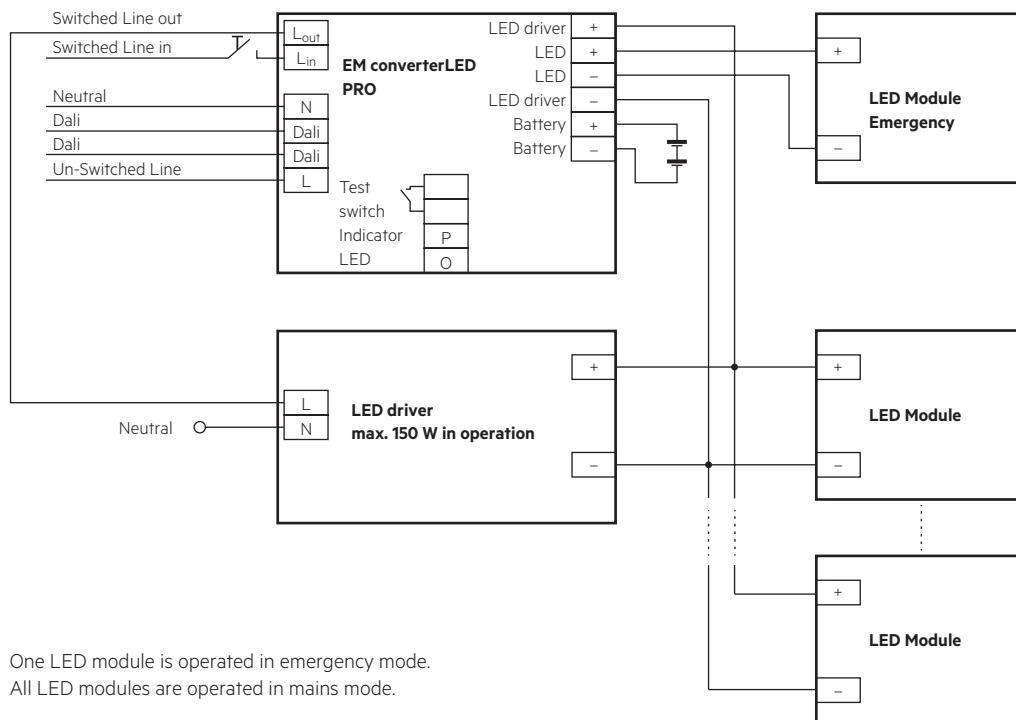 Switched Line out
Switched Line in
Neutral
Dali
Dali
Un-Switched Line
Lout
Lin
N
Dali
Dali
L
EM converterLED
PRO
Test
switch
Indicator
LED
P
O
LED driver +
LED +
LED –
LED driver –
Battery +
Battery –
+
–
LED Module
Emergency
L
N
Neutral
LED driver
max. 150 W in operation
+
–
+
–
LED Module
+
–
LED Module
One LED module is operated in emergency mode.
All LED modules are operated in mains mode.